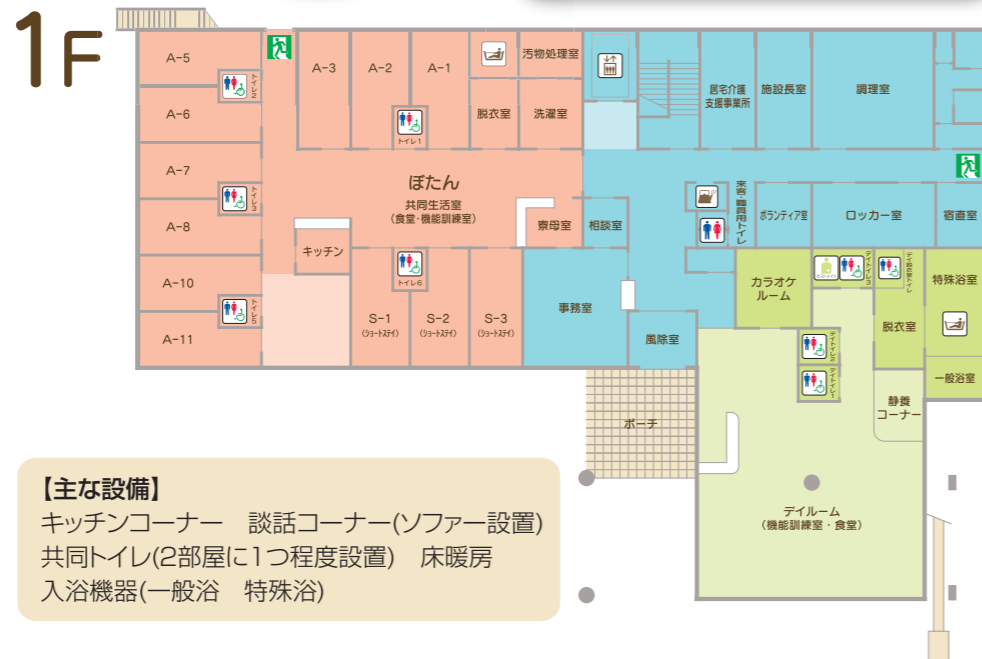 1F
A-5
A-6
A-7
A-8
A-10
A-11
トイレ2
トイレ3
トイレ5
A-3
A-2
A-1
トイレ1
汚物処理室
脱衣室
洗濯室
ぼたん
共同生活室
(食堂・機能訓練室)
キッチン
寮母室
相談室
トイレ6
S-1
(ショートステイ)
S-2
(ショートステイ)
S-3
(ショートステイ)
事務室
風除室
居宅介護
支援事業所
施設長室
調理室
来客・職員用トイレ
ボランティア室
ロッカー室
宿直室
カラオケ
ルーム
デイトイレ3
特殊浴室
脱衣室
一般浴室
デイトイレ2
デイトイレ1
静養
コーナー
ポーチ
デイルーム
(機能訓練室・食堂)
【主な設備】
キッチンコーナー 談話コーナー(ソファー設置)
共同トイレ(2部屋に1つ程度設置) 床暖房
入浴機器(一般浴 特殊浴)